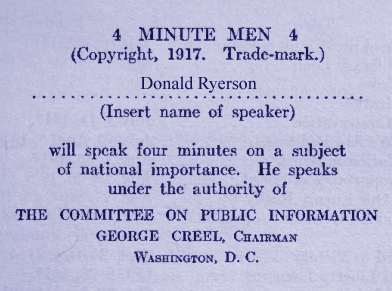 4 MINUTE MEN 4
(Copyright, 1917. Trade-mark.)
Donald Ryerson
(Insert name of speaker)
will speak four minutes on a subject
of national importance. He speaks
under the authority of
THE COMMITTEE ON PUBLIC INFORMATION
GEORGE CREEL, CHAIRMAN
WASHINGTON, D. C.